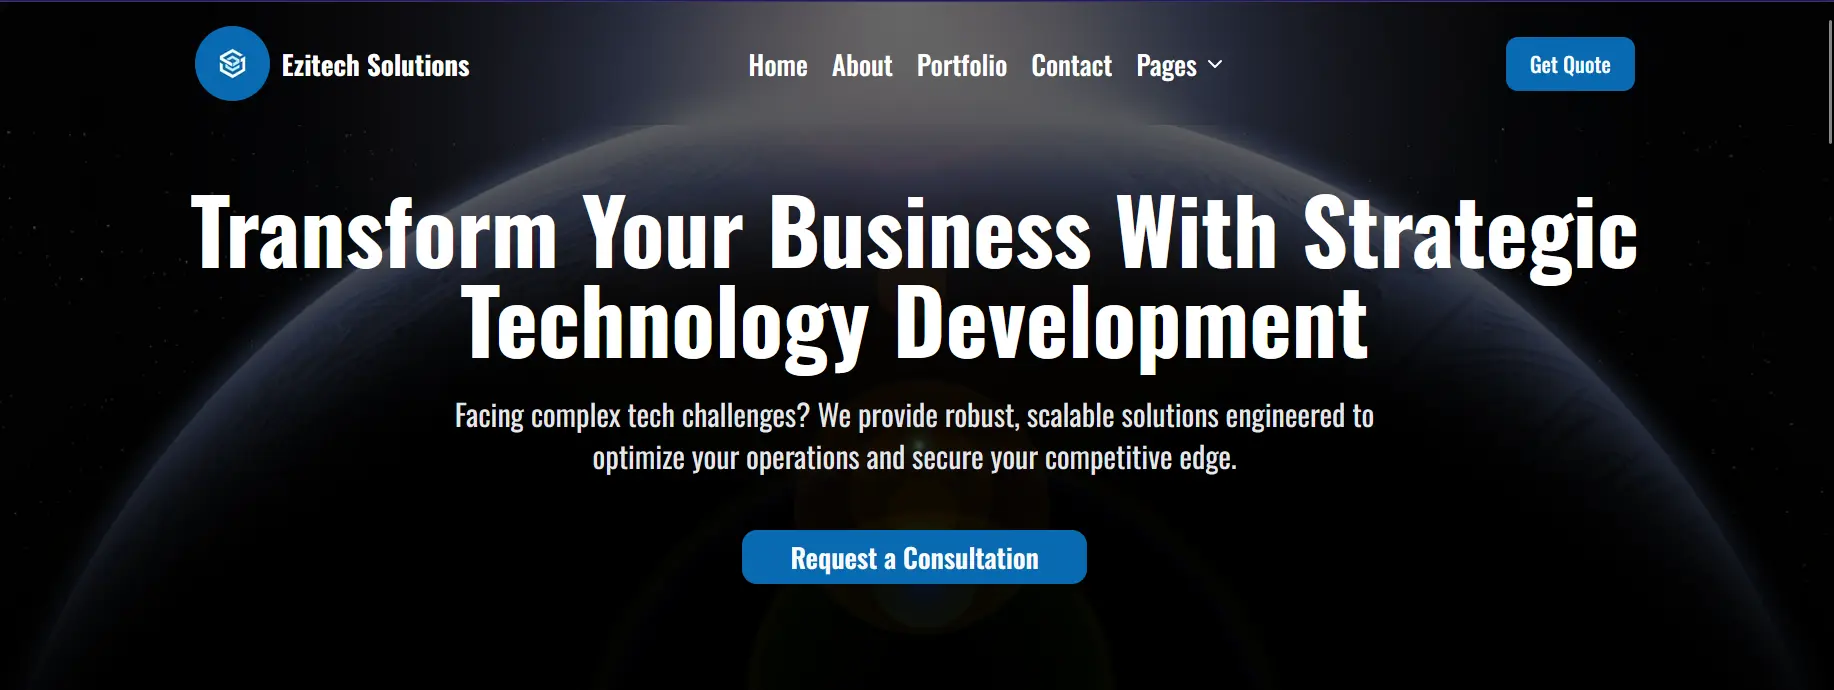 Ezitech Solutions
Home About Portfolio Contact Pages
Get Quote
Transform Your Business With Strategic
Technology Development
Facing complex tech challenges? We provide robust, scalable solutions engineered to
optimize your operations and secure your competitive edge.
Request a Consultation